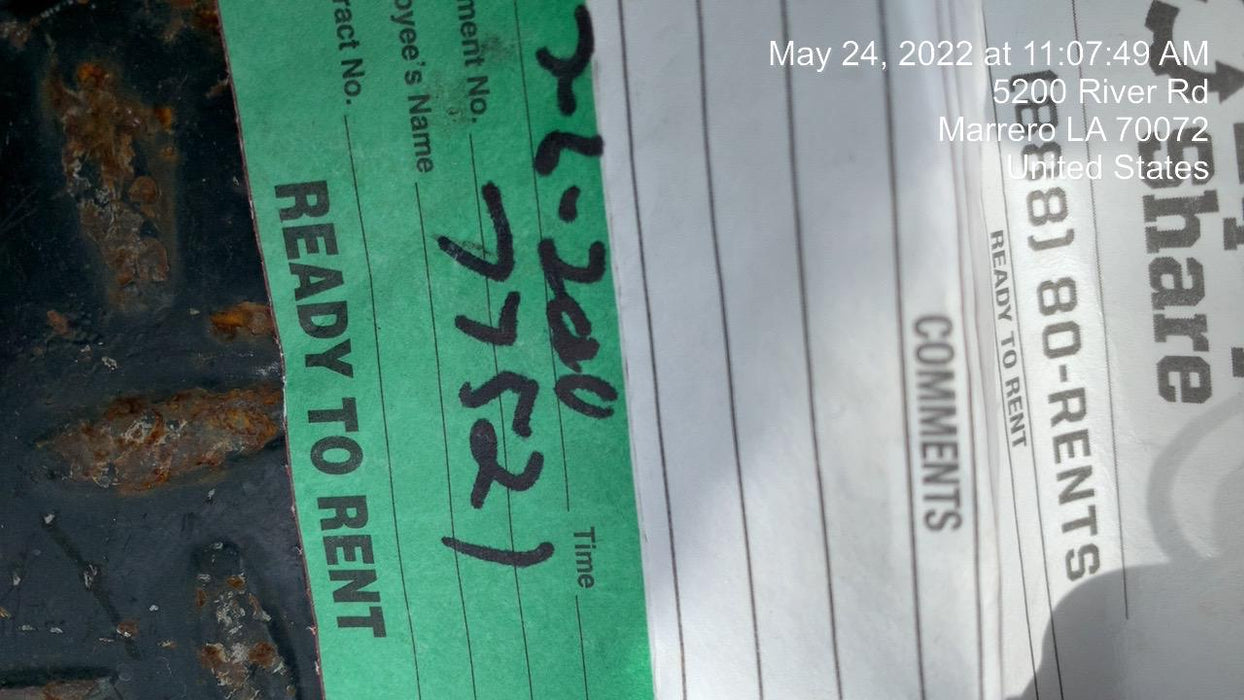 May 24, 2022 at 11:07:49 AM
5200 River Rd
Marrero LA 70072
United States
Share
(888) 80-RENTS
READY TO RENT
COMMENTS
Time
ment No.
77521
oyee's Name
ract No.
READY TO RENT